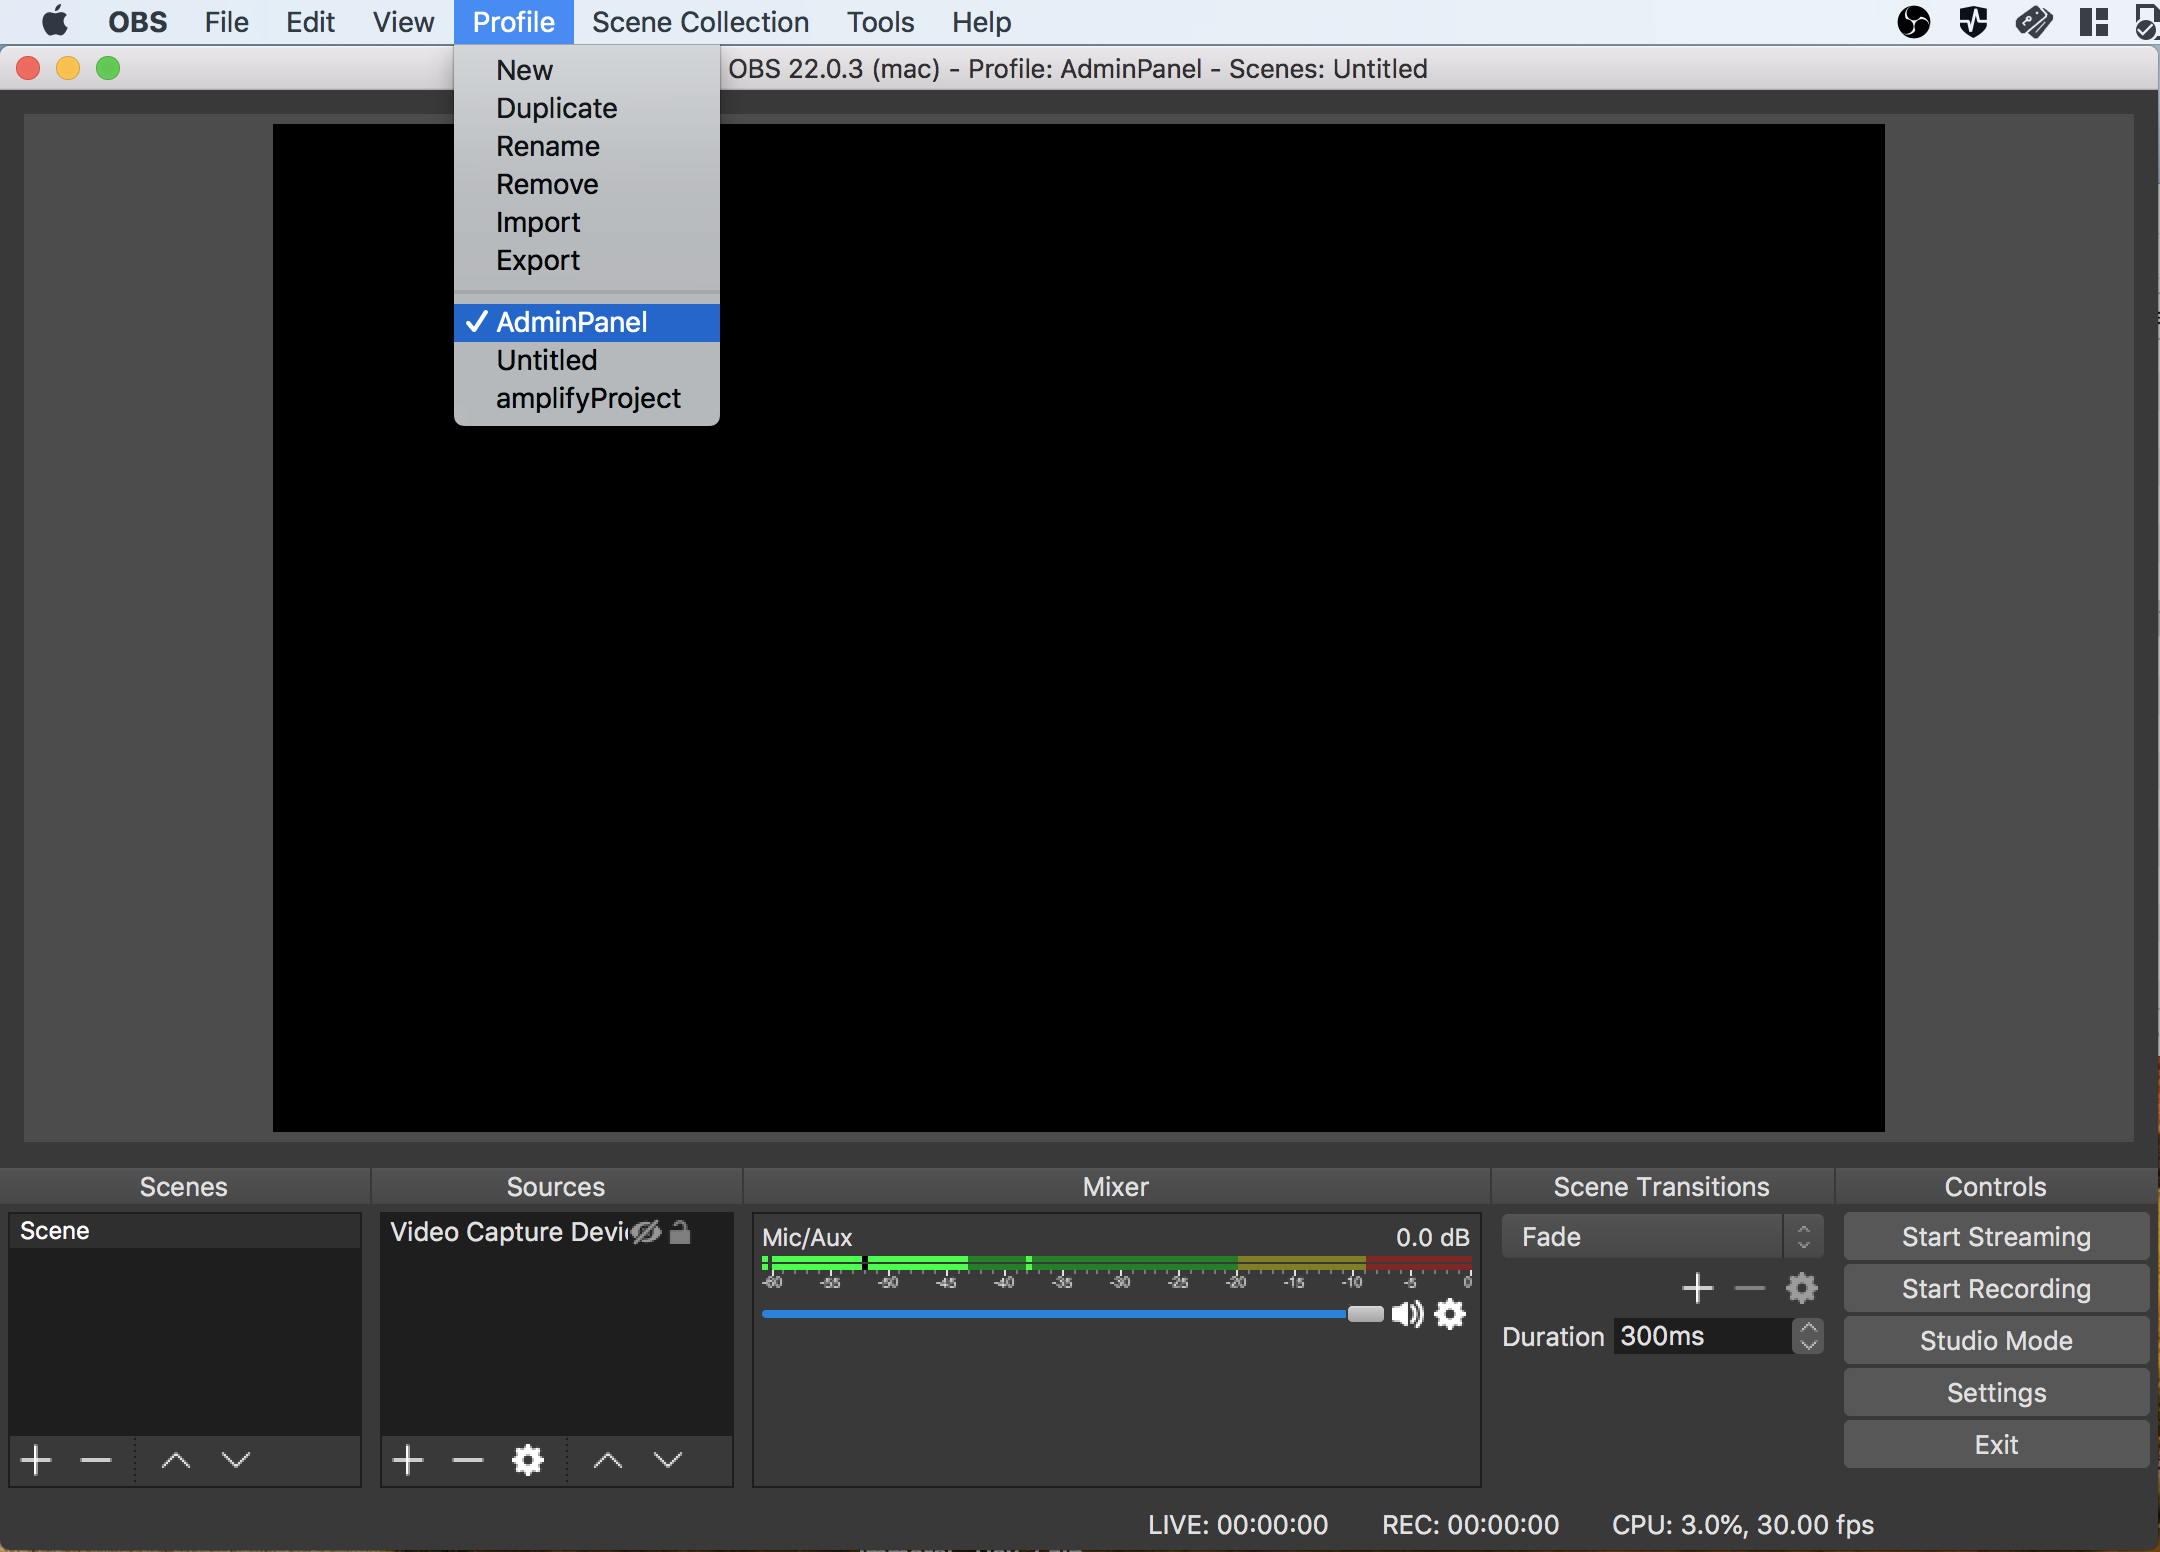 OBS File Edit View Profile Scene Collection Tools Help
OBS 22.0.3 (mac) - Profile: AdminPanel - Scenes: Untitled
New
Duplicate
Rename
Remove
Import
Export
✓ AdminPanel
Untitled
amplifyProject
Scenes
Scene
Sources
Video Capture Devi
Mixer
Mic/Aux 0.0 dB
-60 -55 -50 -45 -40 -35 -30 -25 -20 -15 -10 -5 0
Scene Transitions
Fade
Duration 300ms
Controls
Start Streaming
Start Recording
Studio Mode
Settings
Exit
LIVE: 00:00:00 REC: 00:00:00 CPU: 3.0%, 30.00 fps